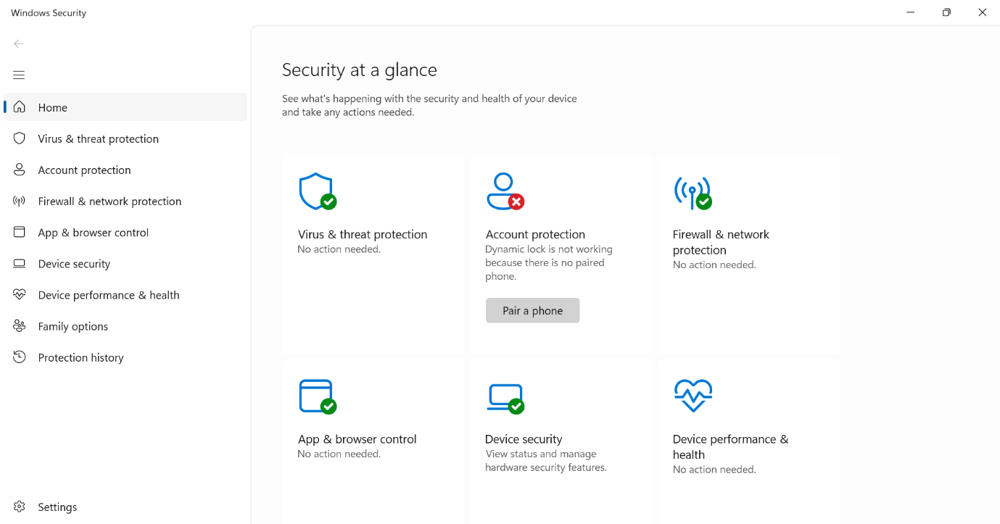 Windows Security
Home
Virus & threat protection
Account protection
Firewall & network protection
App & browser control
Device security
Device performance & health
Family options
Protection history
Settings
Security at a glance
See what's happening with the security and health of your device
and take any actions needed.
Virus & threat protection
No action needed.
Account protection
Dynamic lock is not working
because there is no paired
phone.
Pair a phone
Firewall & network
protection
No action needed.
App & browser control
No action needed.
Device security
View status and manage
hardware security features.
Device performance &
health
No action needed.